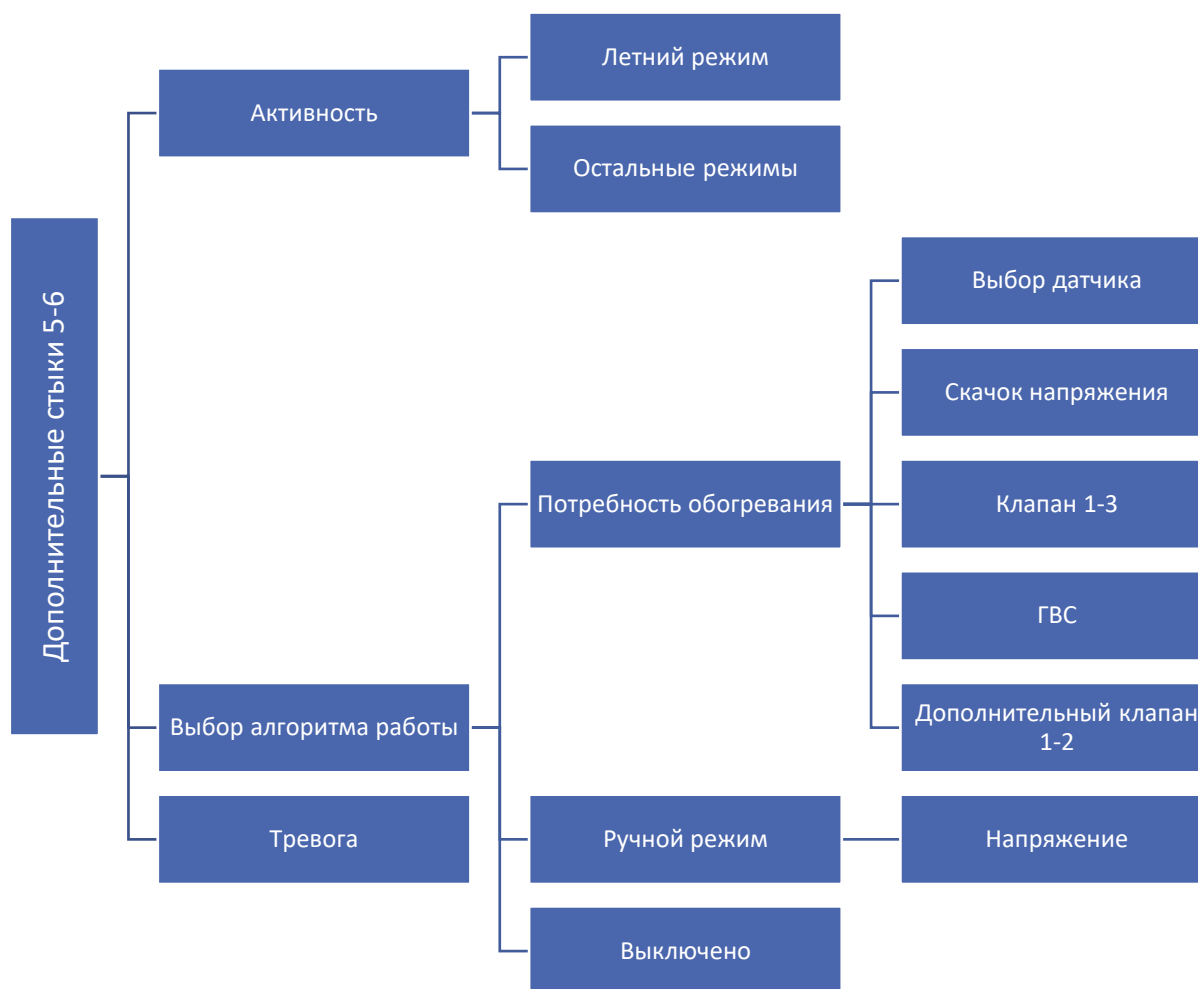 Дополнительные стыки 5-6
Активность
Летний режим
Остальные режимы
Выбор алгоритма работы
Потребность обогревания
Выбор датчика
Скачок напряжения
Клапан 1-3
ГВС
Дополнительный клапан
1-2
Ручной режим
Напряжение
Выключено
Тревога